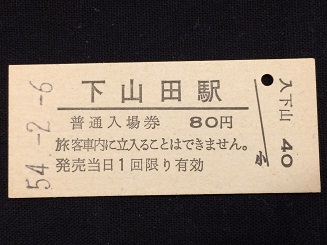 54.-2.-6
下山田駅
普通入場券 80円
旅客車内に立入ることはできません。
発売当日1回限り有効
入下山 40